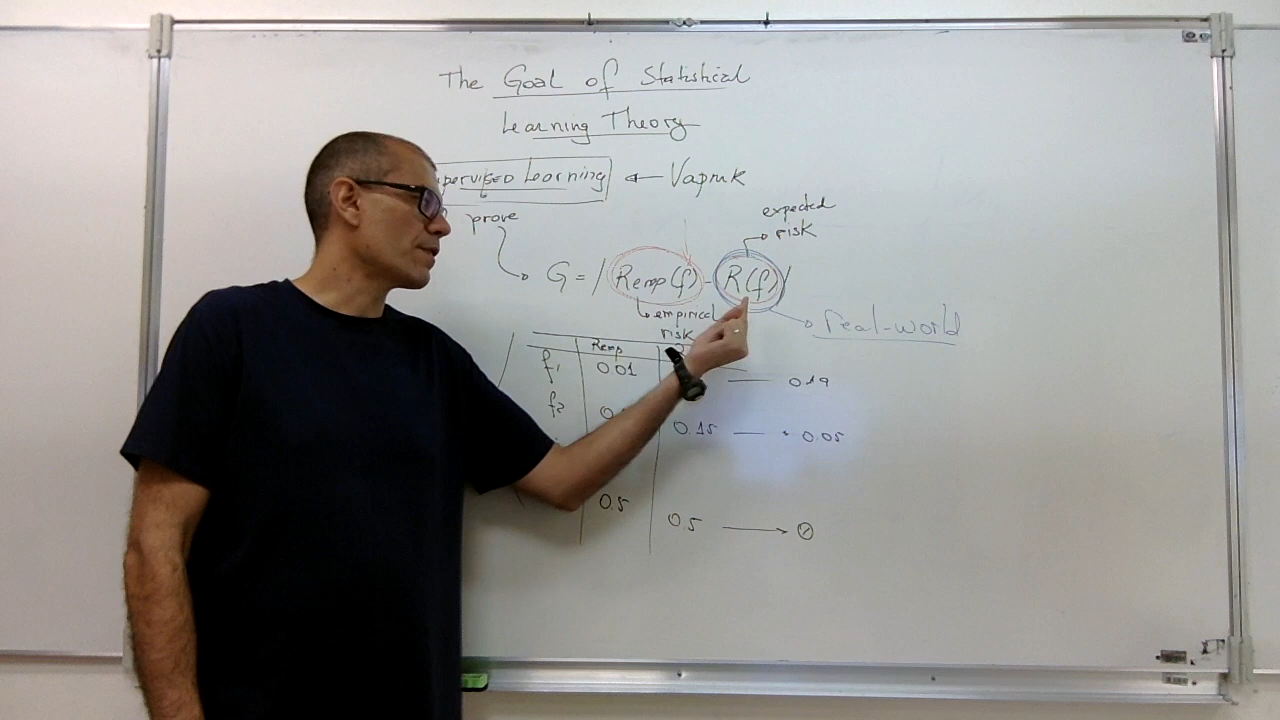 The Goal of Statistical
Learning Theory
pervised Learning ← Vapnik
prove
expected
risk
G = | Remp(f) - R(f) |
empirical
risk
real-world
Remp
f1 0.01 0.19
f2
0.15 0.05
0.5
0.5 → 0